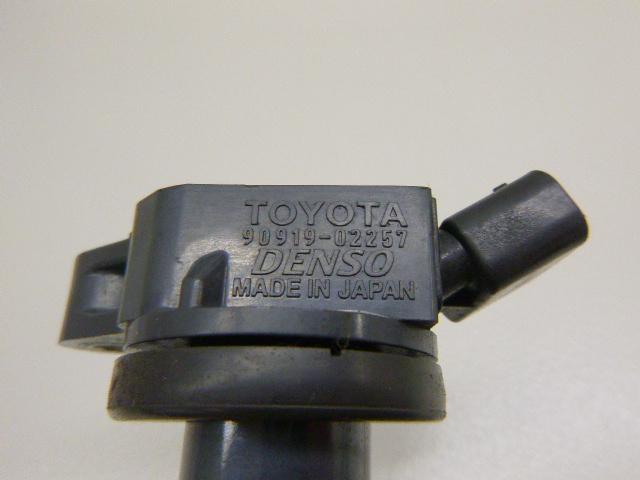 TOYOTA
90919-02257
DENSO
MADE IN JAPAN